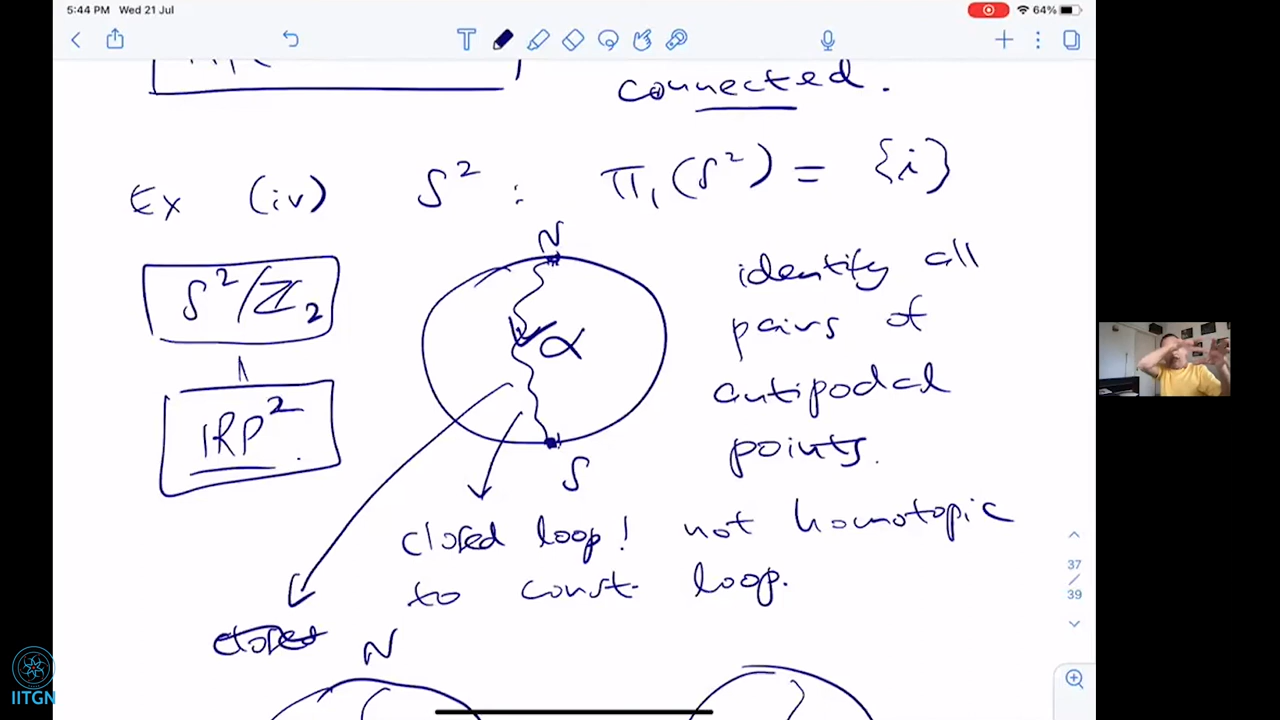 5:44 PM Wed 21 Jul
64%
connected.
Ex (iv) S² : π₁(S²) = {i}
N
identify all
S²/ℤ₂
pairs of
α
antipodal
IRP²
points.
S
closed loop! not homotopic
to const. loop.
closed
N
37
/
39
IITGN